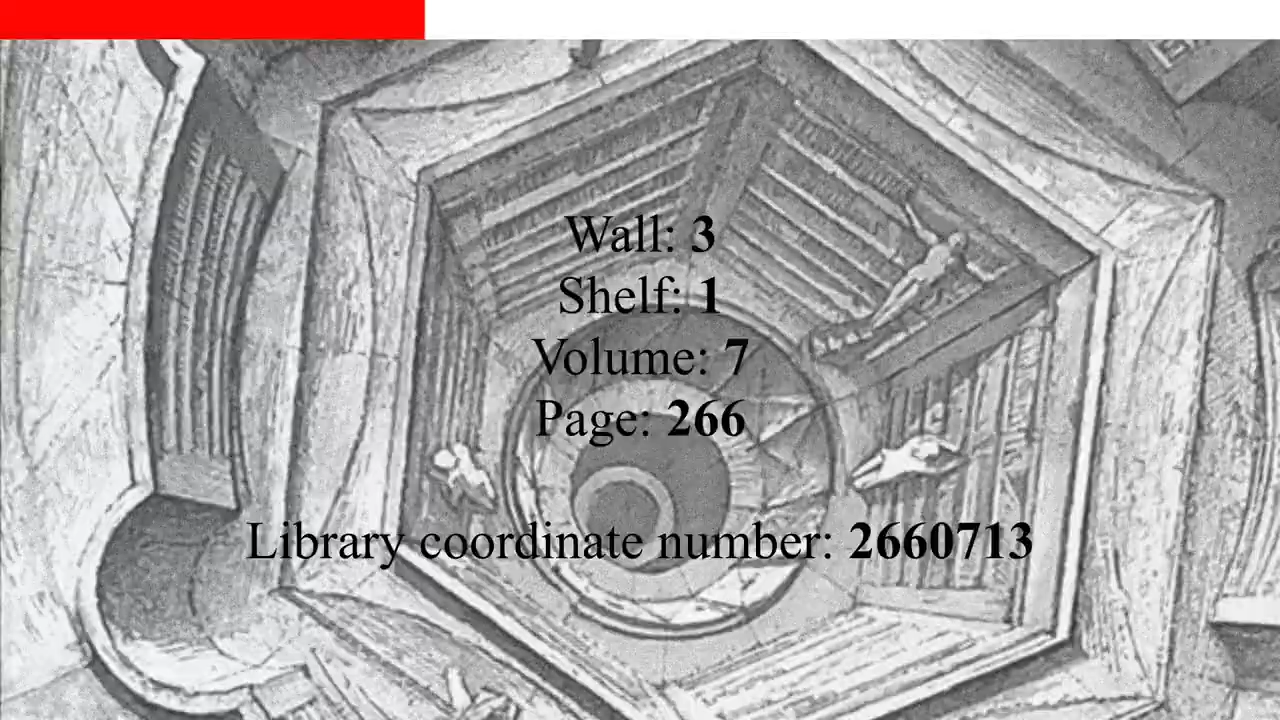 Wall: 3
Shelf: 1
Volume: 7
Page: 266
Library coordinate number: 2660713